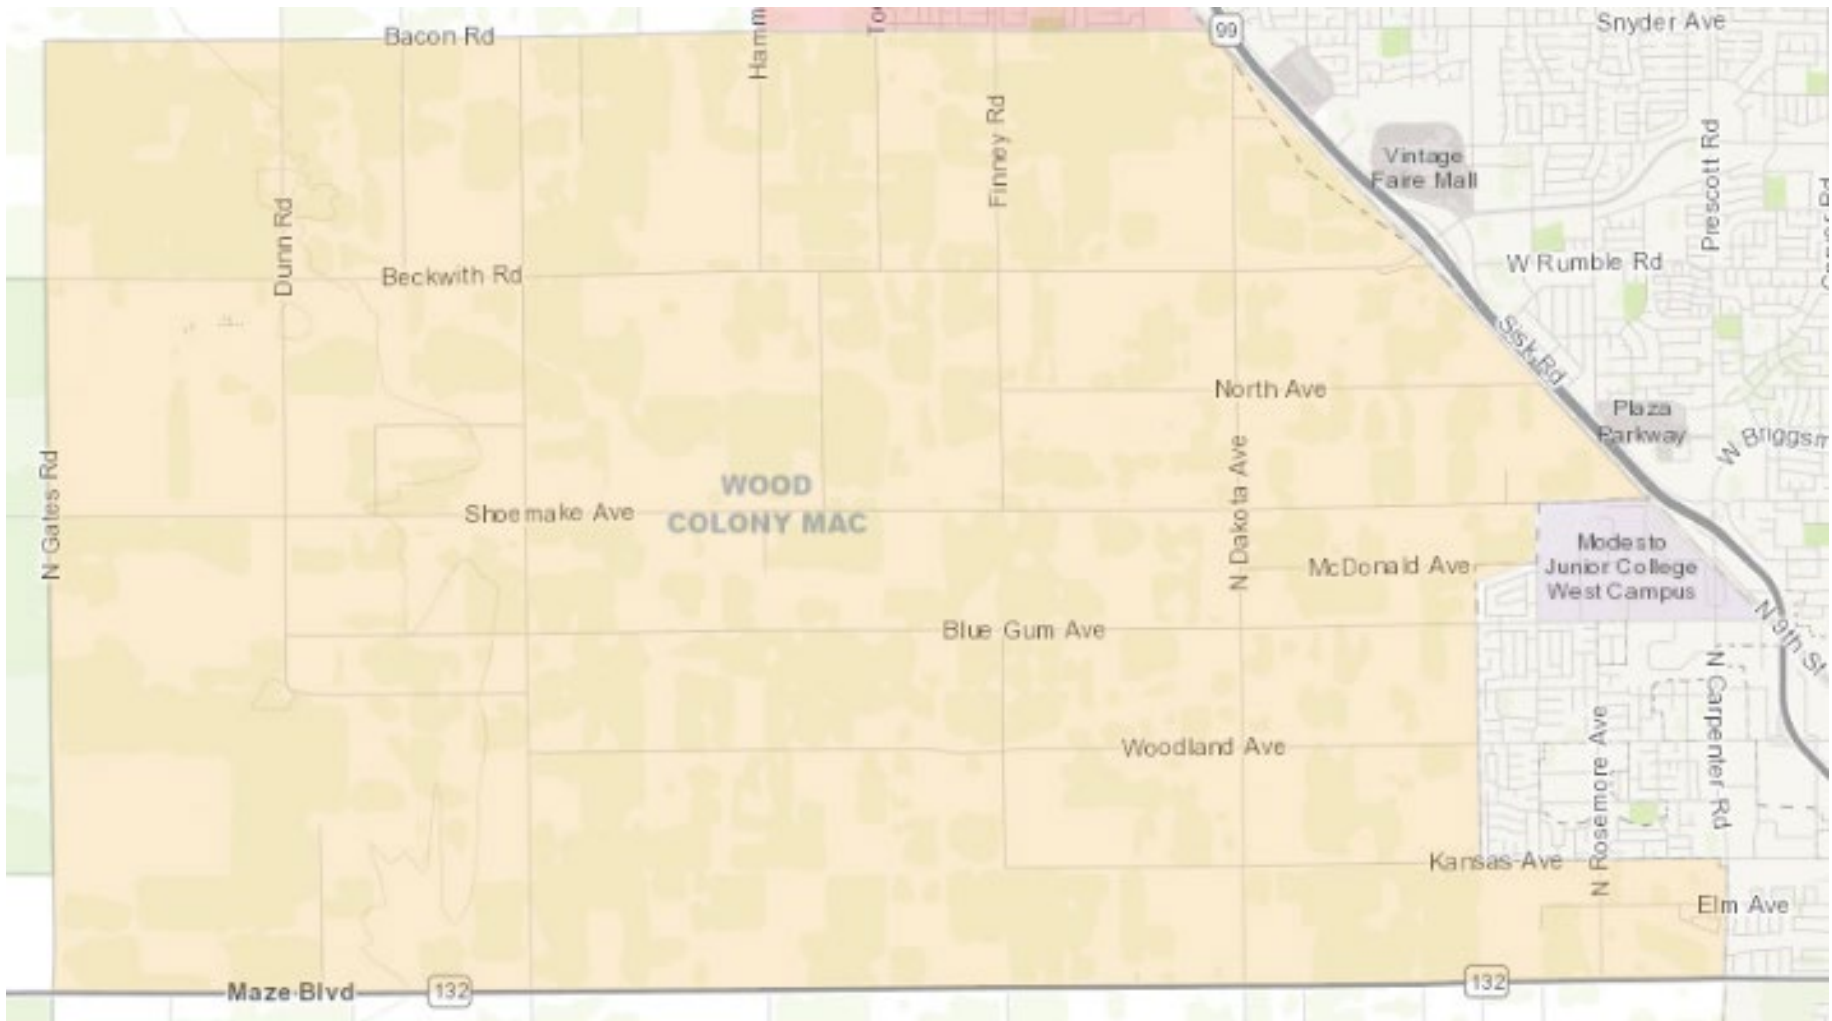 Snyder Ave
Bacon Rd
99
Hamm
Finney Rd
Vintage
Faire Mall
Prescott Rd
Dunn Rd
Beckwith Rd
W Rumble Rd
Sisk Rd
North Ave
Plaza
Parkway
W Briggsm
N Gates Rd
WOOD
COLONY MAC
Shoemake Ave
N Dakota Ave
McDonald Ave
Modesto
Junior College
West Campus
Blue Gum Ave
N 9th St
N Carpenter Rd
N Rosemore Ave
Woodland Ave
Kansas Ave
Elm Ave
Maze Blvd
132
132